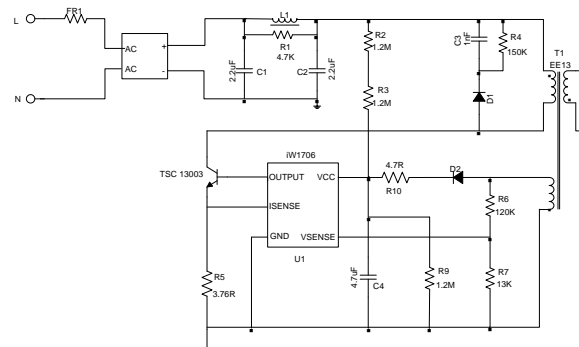 L
FR1
AC
AC
+
-
N
L1
R1
4.7K
2.2uF
C1
C2
2.2uF
R2
1.2M
R3
1.2M
C3
1nF
R4
150K
D1
T1
EE13
TSC 13003
iW1706
OUTPUT
VCC
ISENSE
GND
VSENSE
U1
4.7R
R10
D2
R6
120K
R5
3.76R
4.7uF
C4
R9
1.2M
R7
13K